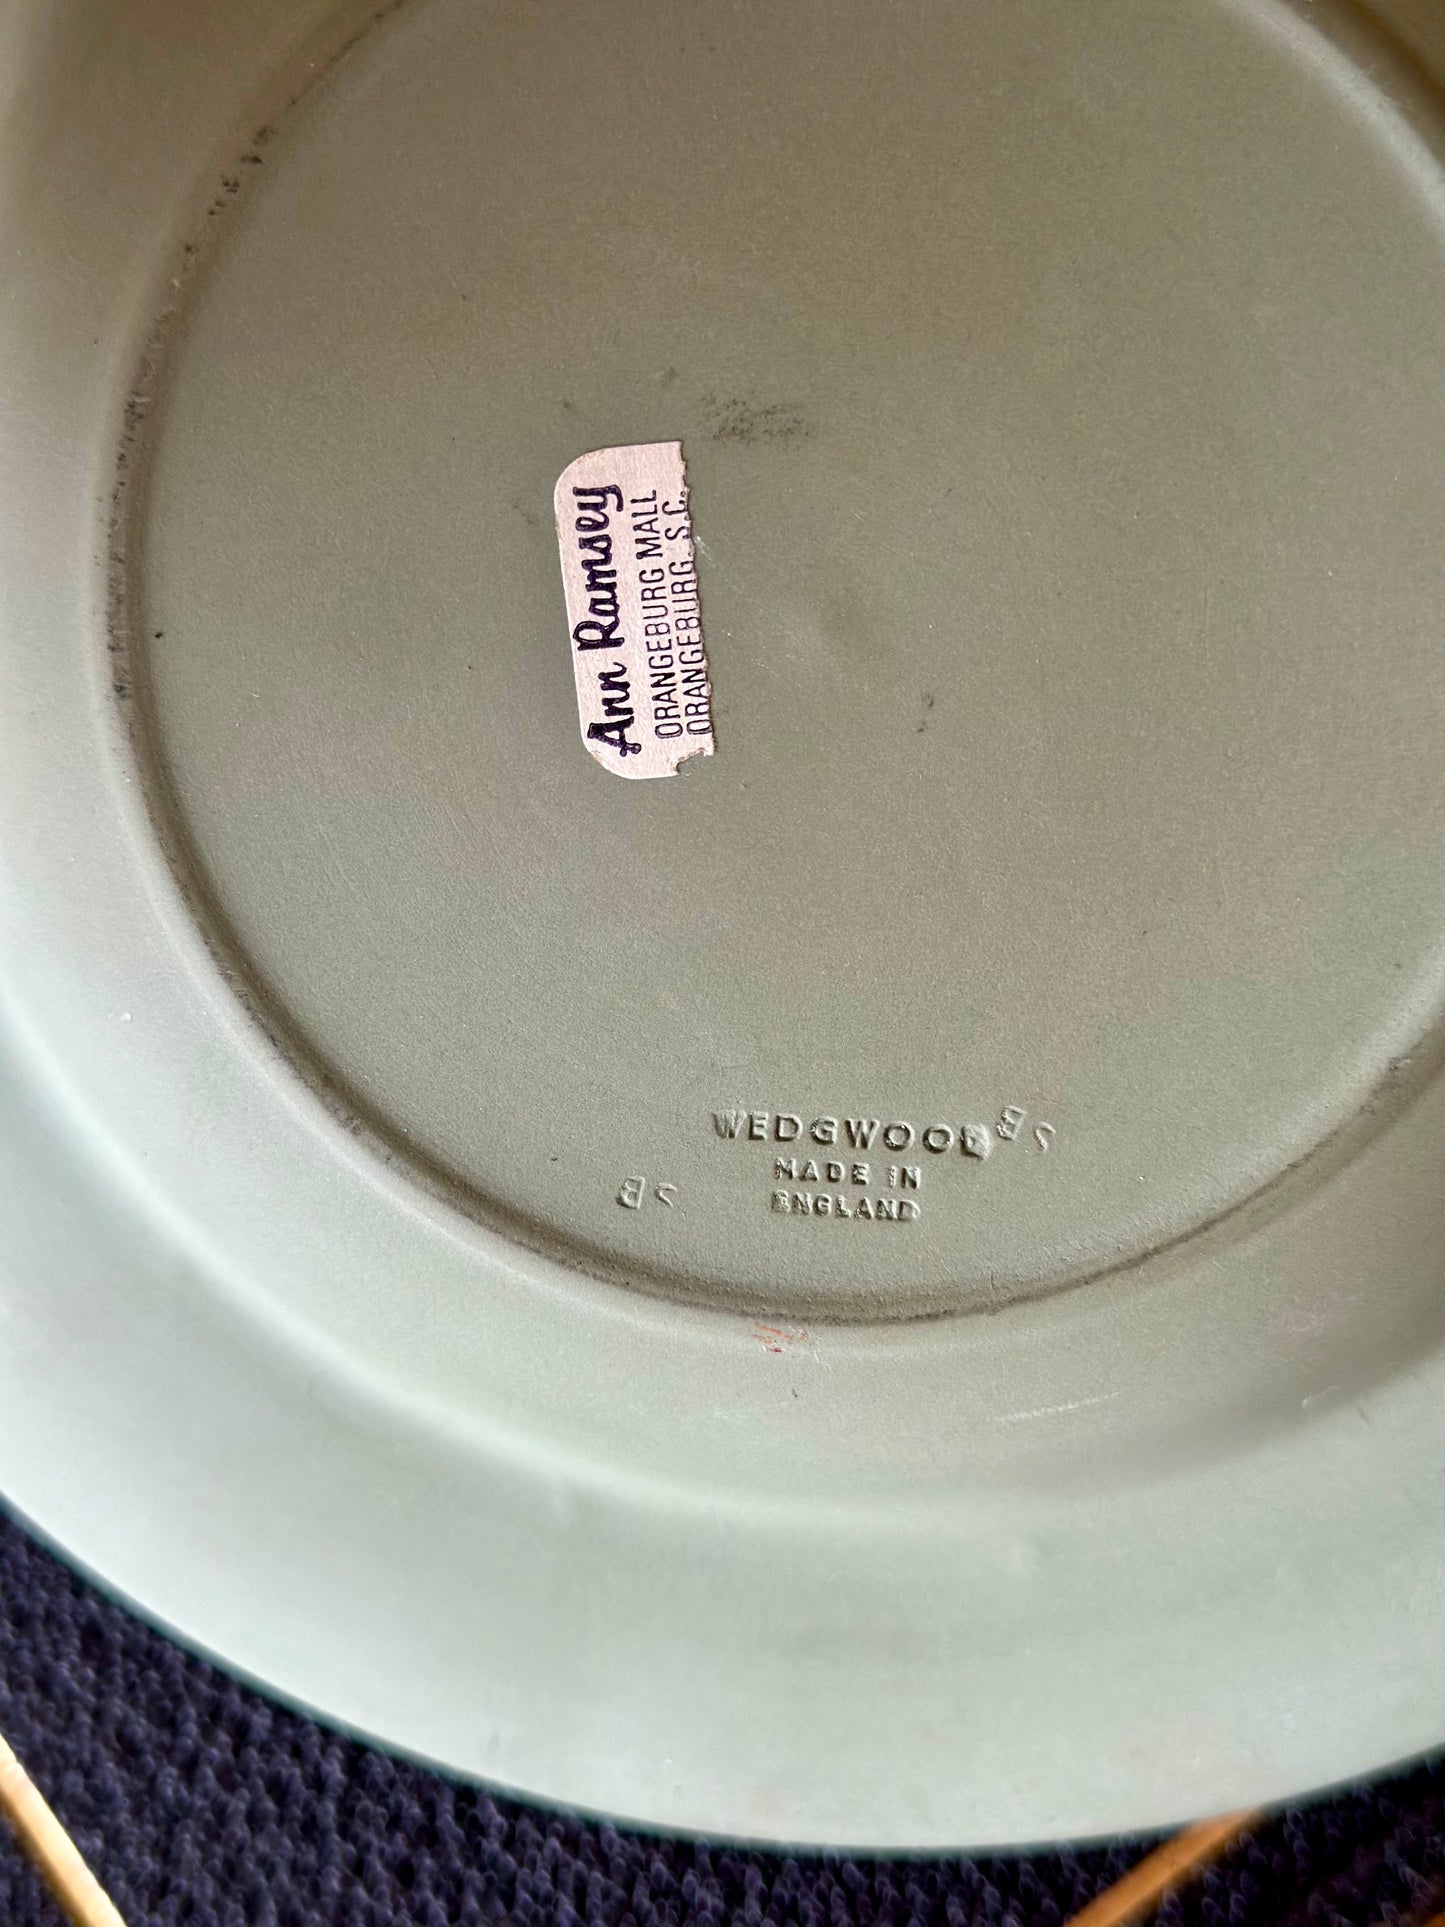 Ann Ramsey
ORANGEBURG MALL
ORANGEBURG, S.C.
WEDGWOOD
MADE IN
ENGLAND